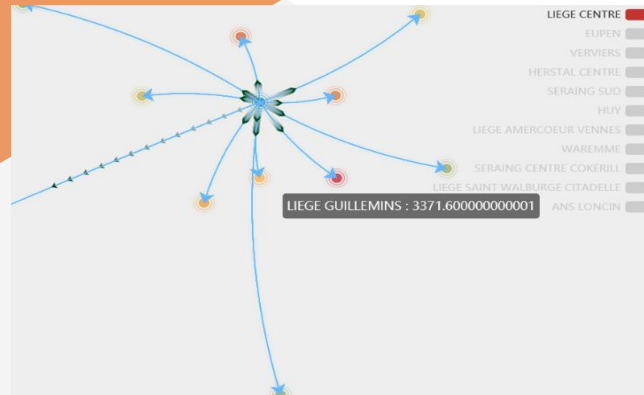 LIEGE CENTRE
EUPEN
VERVIERS
HERSTAL CENTRE
SERAING SUD
HUY
LIEGE AMERCOEUR VENNES
WAREMME
SERAING CENTRE COKERILL
LIEGE SAINT WALBURGE CITADELLE
LIEGE GUILLEMINS : 3371.600000000001
ANS LONCIN